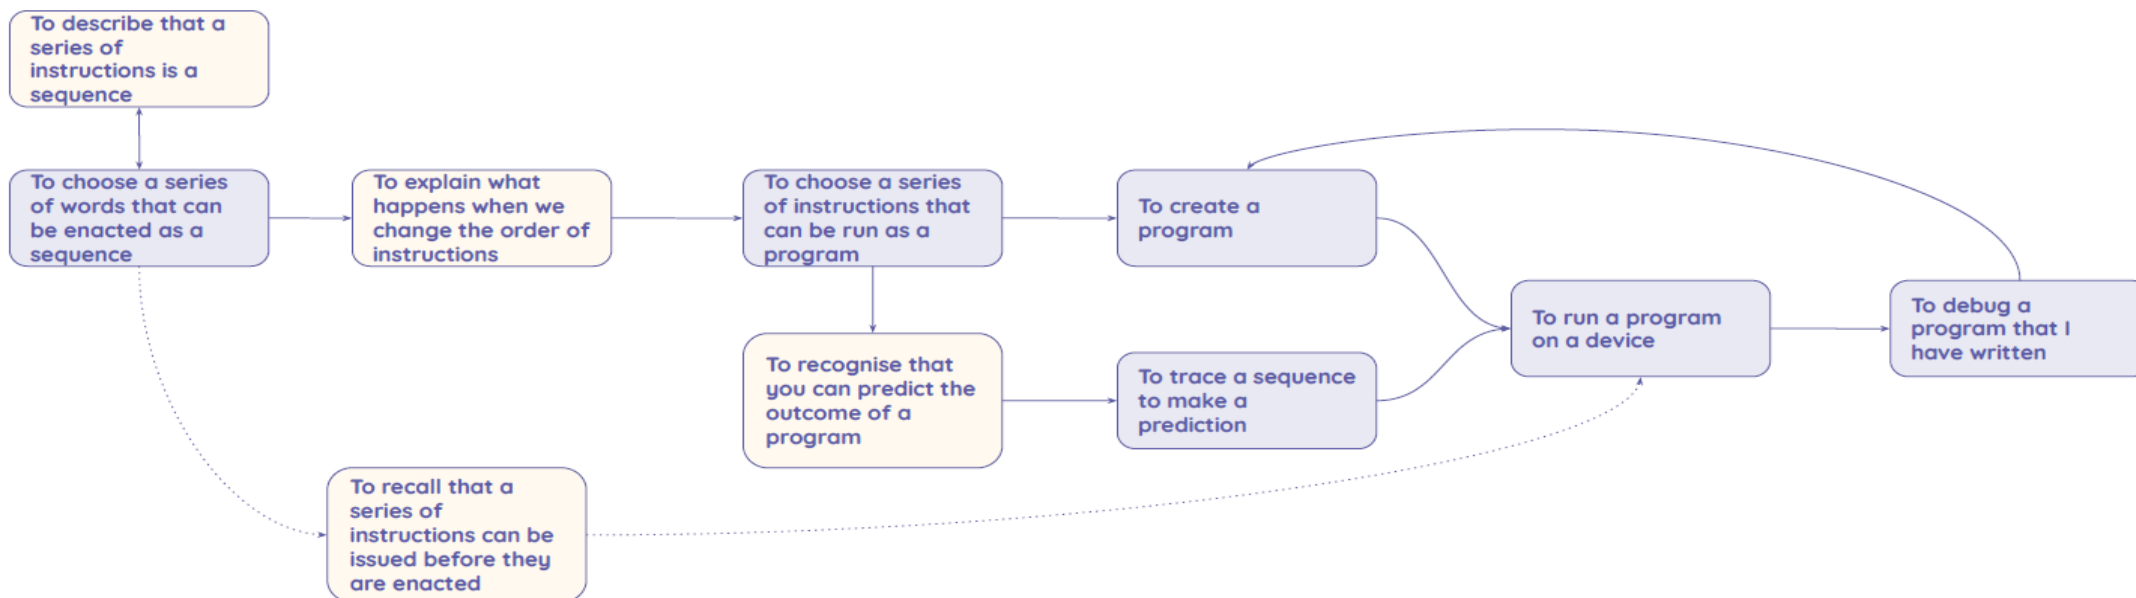 To describe that a
series of
instructions is a
sequence
To choose a series
of words that can
be enacted as a
sequence
To explain what
happens when we
change the order of
instructions
To choose a series
of instructions that
can be run as a
program
To create a
program
To run a program
on a device
To debug a
program that I
have written
To recognise that
you can predict the
outcome of a
program
To trace a sequence
to make a
prediction
To recall that a
series of
instructions can be
issued before they
are enacted